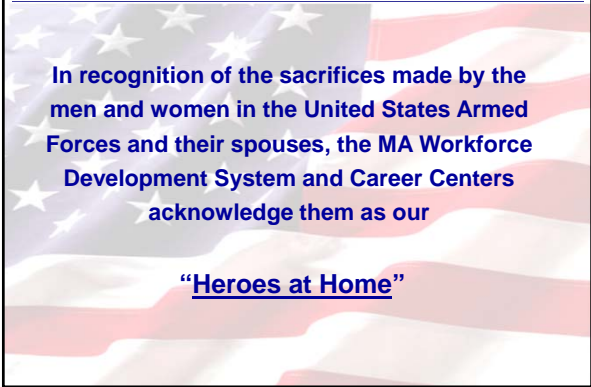 In recognition of the sacrifices made by the
men and women in the United States Armed
Forces and their spouses, the MA Workforce
Development System and Career Centers
acknowledge them as our
“Heroes at Home”